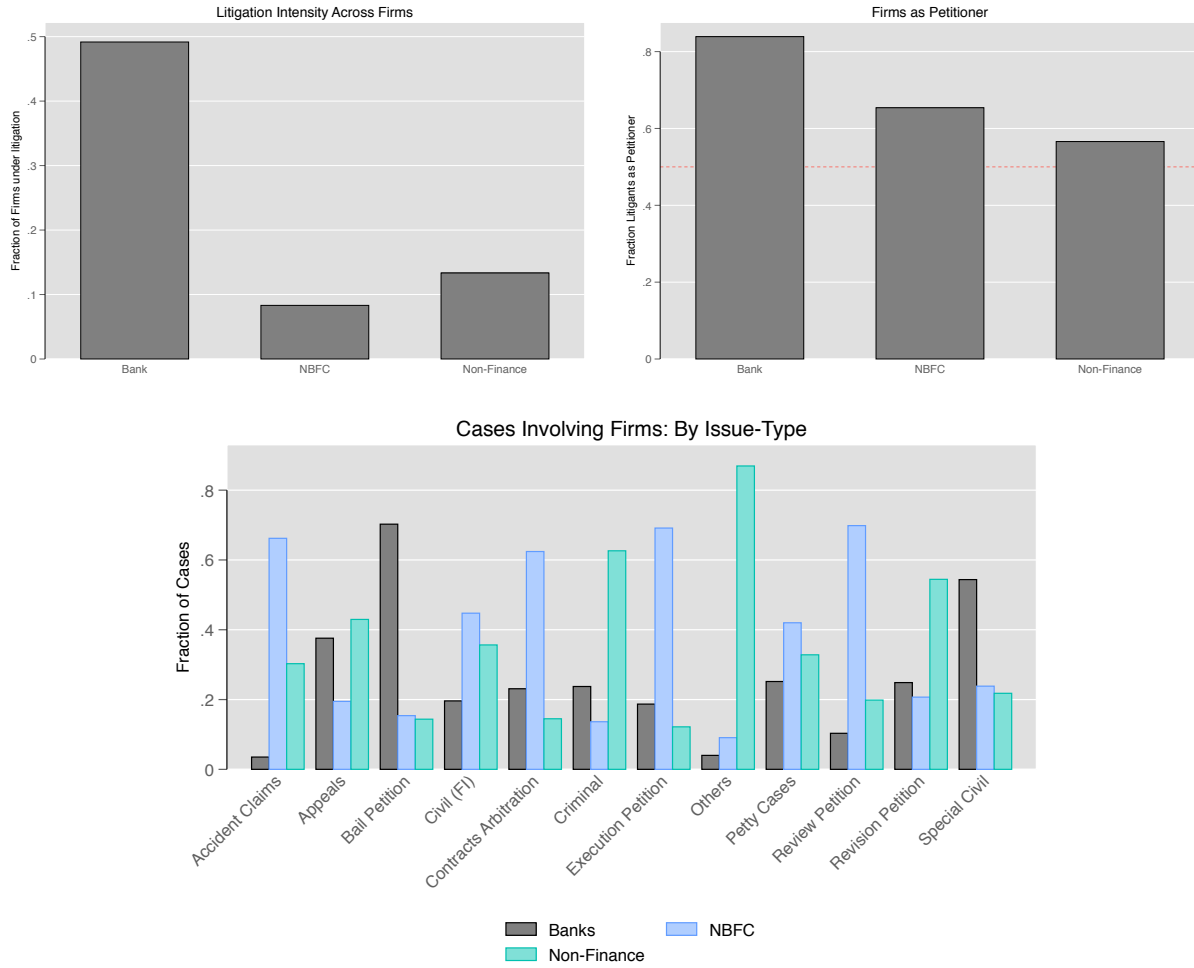 Litigation Intensity Across Firms
Fraction of Firms under litigation
.5
.4
.3
.2
.1
0
Bank NBFC Non-Finance
Firms as Petitioner
Fraction Litigants as Petitioner
.8
.6
.4
.2
0
Bank NBFC Non-Finance
Cases Involving Firms: By Issue-Type
Fraction of Cases
.8
.6
.4
.2
0
Accident Claims
Appeals
Bail Petition
Civil (FI)
Contracts Arbitration
Criminal
Execution Petition
Others
Petty Cases
Review Petition
Revision Petition
Special Civil
Banks NBFC
Non-Finance